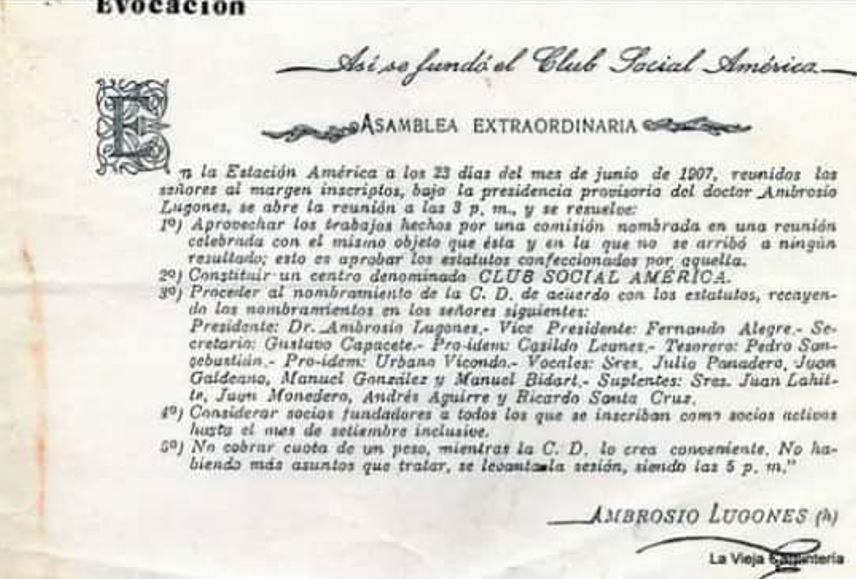 Evocación
Así se fundó el Club Social América
ASAMBLEA EXTRAORDINARIA
En la Estación América a los 23 días del mes de junio de 1907, reunidos los
señores al margen inscriptos, bajo la presidencia provisoria del doctor Ambrosio
Lugones, se abre la reunión a las 3 p. m., y se resuelve:
1º) Aprovechar los trabajos hechos por una comisión nombrada en una reunión
celebrada con el mismo objeto que ésta y en la que no se arribó a ningún
resultado; esto es aprobar los estatutos confeccionados por aquella.
2º) Constituir un centro denominado CLUB SOCIAL AMÉRICA.
3º) Proceder al nombramiento de la C. D. de acuerdo con los estatutos, recayen-
do los nombramientos en los señores siguientes:
Presidente: Dr. Ambrosio Lugones.- Vice Presidente: Fernando Alegre.- Se-
cretario: Gustavo Capacete.- Pro-idem: Casildo Leunes.- Tesorero: Pedro San-
sebastián.- Pro-idem: Urbano Vicondo.- Vocales: Sres. Julio Panadero, Juan
Galdeano, Manuel González y Manuel Bidart.- Suplentes: Sres. Juan Lahit-
te, Juan Monedero, Andrés Aguirre y Ricardo Santa Cruz.
4º) Considerar socios fundadores a todos los que se inscriban como socios activos
hasta el mes de setiembre inclusive.
5º) No cobrar cuota de un peso, mientras la C. D. lo crea conveniente. No ha-
biendo más asuntos que tratar, se levanta la sesión, siendo las 5 p. m."
AMBROSIO LUGONES (h)
La Vieja Carpintería